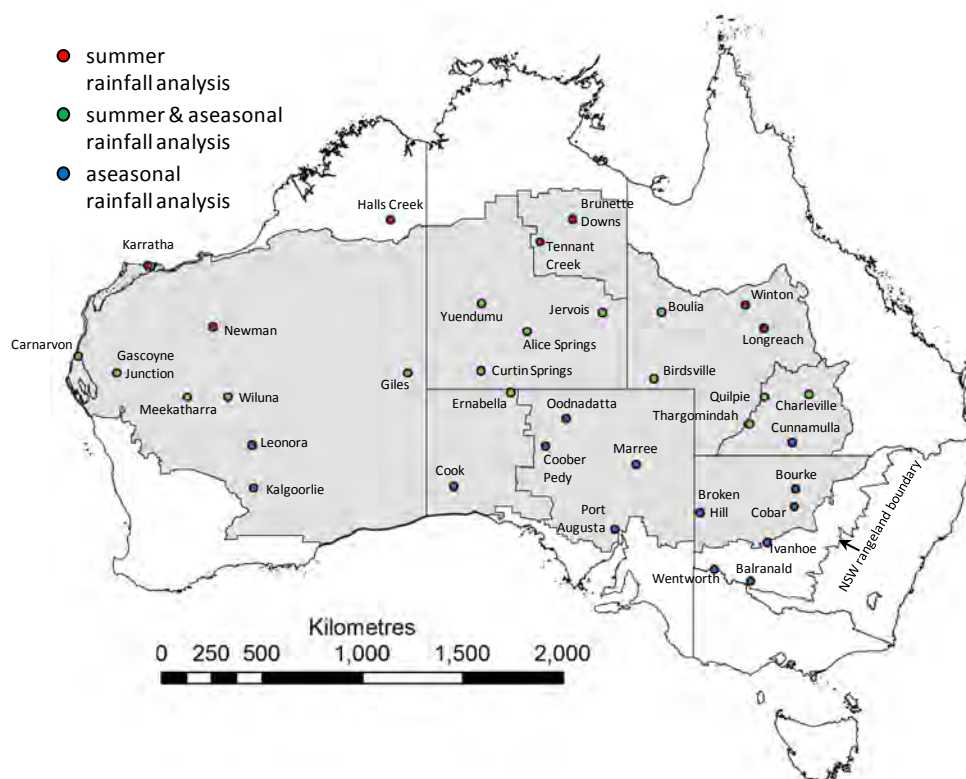 summer
rainfall analysis
summer & aseasonal
rainfall analysis
aseasonal
rainfall analysis
Halls Creek
Brunette
Downs
Tennant
Creek
Karratha
Newman
Yuendumu
Jervois
Alice Springs
Boulia
Winton
Longreach
Carnarvon
Gascoyne
Junction
Meekatharra
Wiluna
Giles
Curtin Springs
Ernabella
Birdsville
Quilpie
Thargomindah
Charleville
Cunnamulla
Oodnadatta
Leonora
Kalgoorlie
Cook
Coober
Pedy
Marree
Port
Augusta
Broken
Hill
Bourke
Cobar
Ivanhoe
Wentworth
Balranald
NSW rangeland boundary
Kilometres
0 250 500 1,000 1,500 2,000